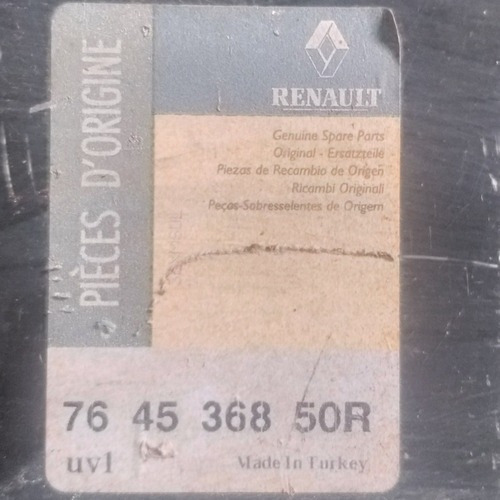 PIÈCES D'ORIGINE
RENAULT
Genuine Spare Parts
Original - Ersatzteile
Piezas de Recambio de Origen
Ricambi Originali
Peças-Sobresselentes de Origem
76 45 368 50R
uv1
Made In Turkey